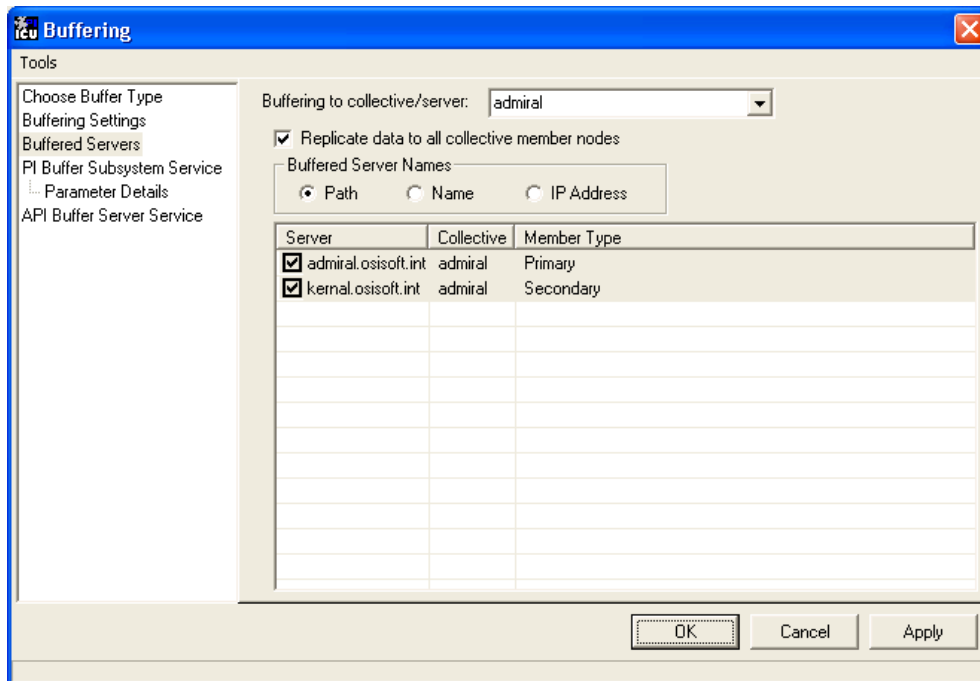 icu Buffering
Tools
Choose Buffer Type
Buffering Settings
Buffered Servers
PI Buffer Subsystem Service
Parameter Details
API Buffer Server Service
Buffering to collective/server: admiral
Replicate data to all collective member nodes
Buffered Server Names
Path Name IP Address
Server Collective Member Type
admiral.osisoft.int admiral Primary
kernal.osisoft.int admiral Secondary
OK Cancel Apply